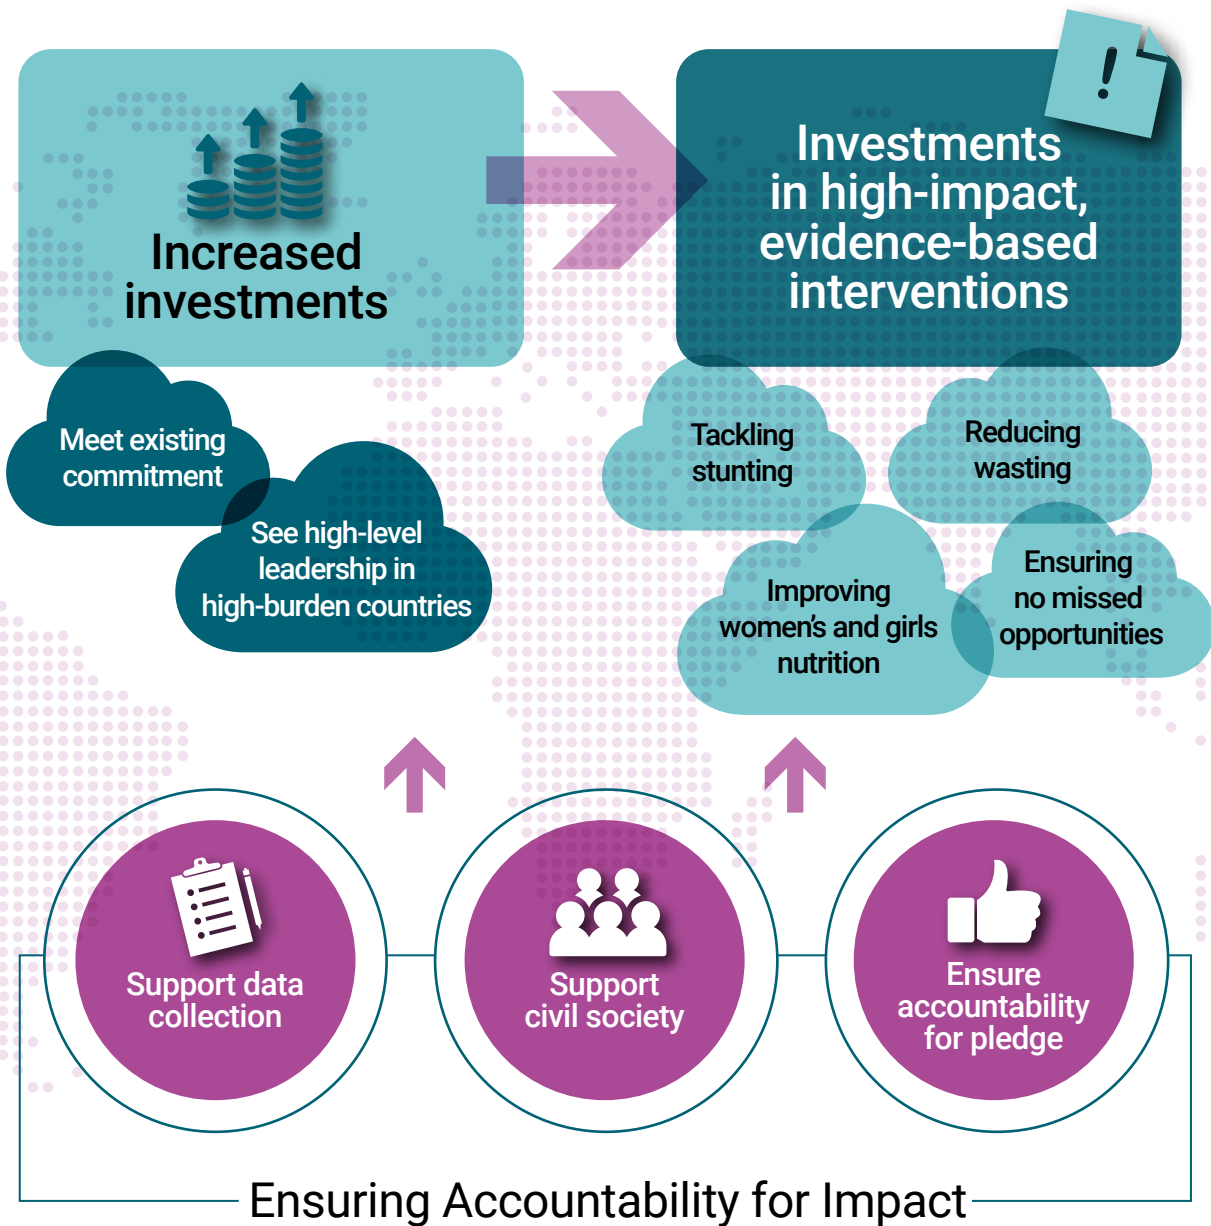 Increased
investments
!
Investments
in high-impact,
evidence-based
interventions
Meet existing
commitment
See high-level
leadership in
high-burden countries
Tackling
stunting
Reducing
wasting
Improving
women's and girls
nutrition
Ensuring
no missed
opportunities
Support data
collection
Support
civil society
Ensure
accountability
for pledge
Ensuring Accountability for Impact